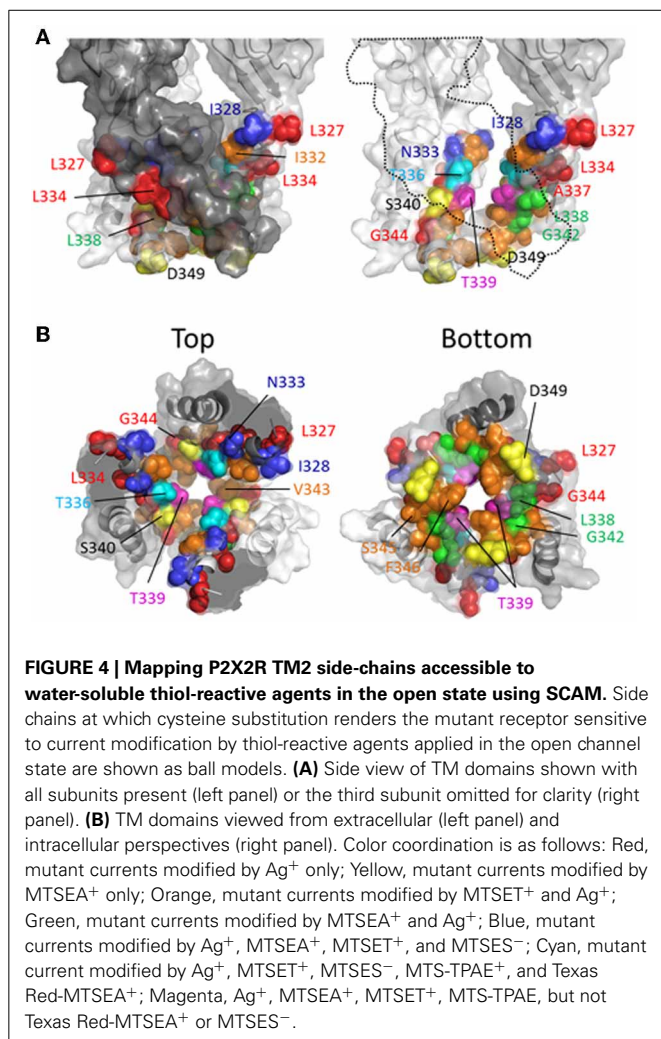 A
I328
L327
I332
L327
L334
L334
L338
D349
I328
L327
N333
T336
L334
A337
S340
L338
G342
G344
D349
T339
B
Top
Bottom
N333
G344
L327
I328
L334
V343
T336
S340
T339
D349
L327
G344
L338
G342
S345
F346
T339
FIGURE 4 | Mapping P2X2R TM2 side-chains accessible to
water-soluble thiol-reactive agents in the open state using SCAM. Side
chains at which cysteine substitution renders the mutant receptor sensitive
to current modification by thiol-reactive agents applied in the open channel
state are shown as ball models. (A) Side view of TM domains shown with
all subunits present (left panel) or the third subunit omitted for clarity (right
panel). (B) TM domains viewed from extracellular (left panel) and
intracellular perspectives (right panel). Color coordination is as follows: Red,
mutant currents modified by Ag⁺ only; Yellow, mutant currents modified by
MTSEA⁺ only; Orange, mutant currents modified by MTSET⁺ and Ag⁺;
Green, mutant currents modified by MTSEA⁺ and Ag⁺; Blue, mutant
currents modified by Ag⁺, MTSEA⁺, MTSET⁺, and MTSES⁻; Cyan, mutant
current modified by Ag⁺, MTSET⁺, MTSES⁻, MTS-TPAE⁺, and Texas
Red-MTSEA⁺; Magenta, Ag⁺, MTSEA⁺, MTSET⁺, MTS-TPAE, but not
Texas Red-MTSEA⁺ or MTSES⁻.